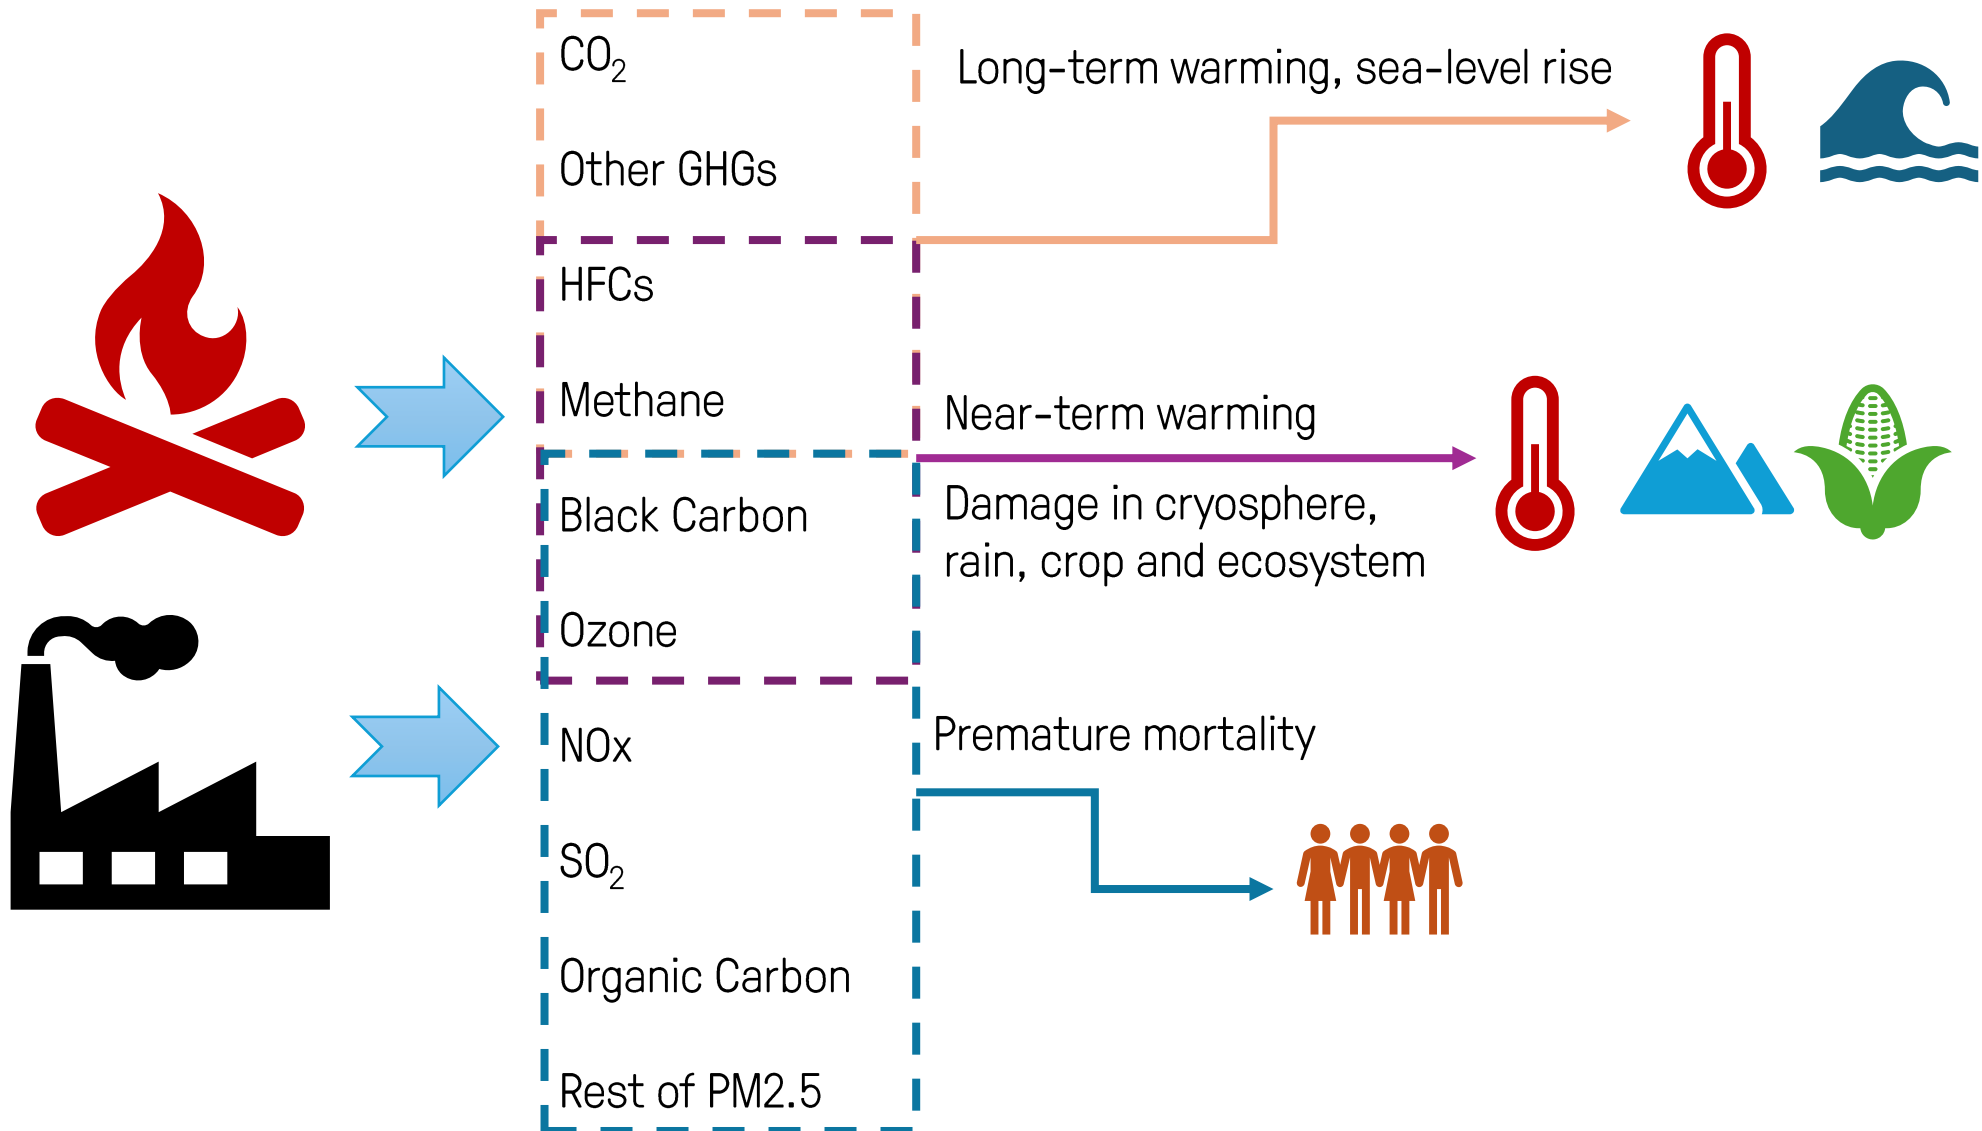 CO₂
Other GHGs
HFCs
Methane
Black Carbon
Ozone
NOx
SO₂
Organic Carbon
Rest of PM2.5
Long-term warming, sea-level rise
Near-term warming
Damage in cryosphere,
rain, crop and ecosystem
Premature mortality